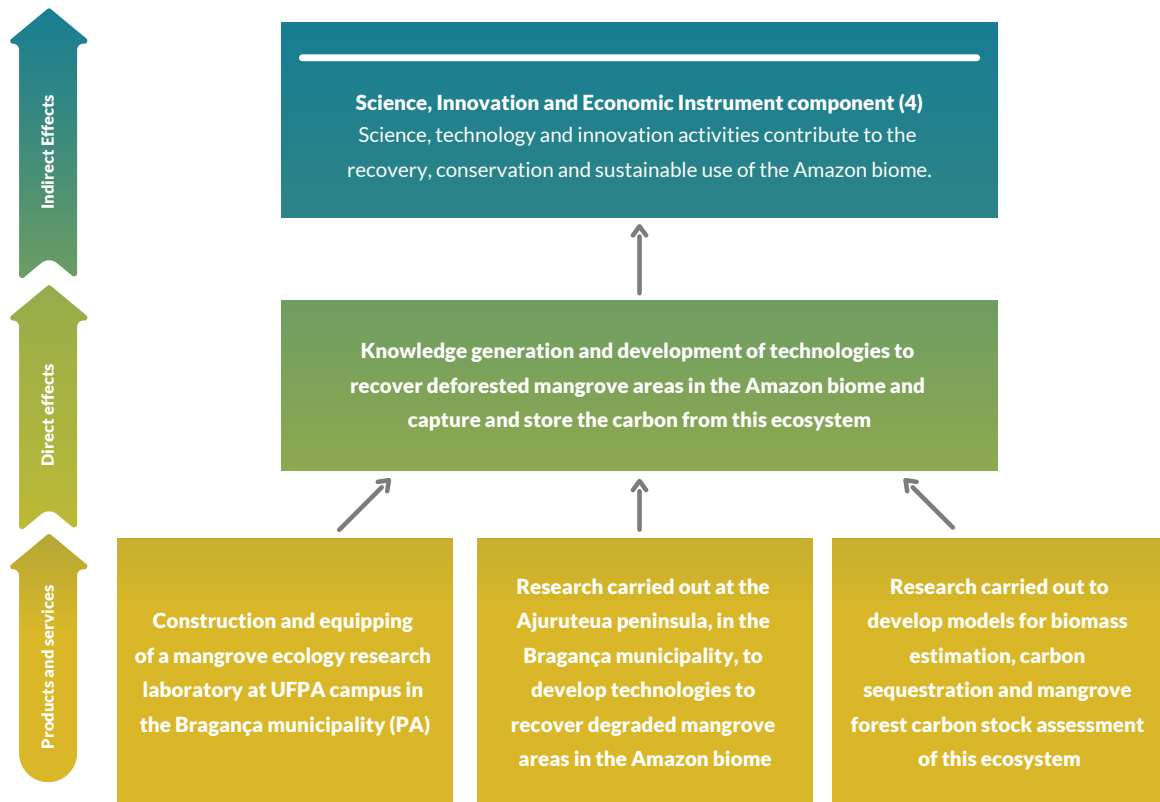 Indirect Effects
Science, Innovation and Economic Instrument component (4)
Science, technology and innovation activities contribute to the
recovery, conservation and sustainable use of the Amazon biome.
Direct effects
Knowledge generation and development of technologies to
recover deforested mangrove areas in the Amazon biome and
capture and store the carbon from this ecosystem
Products and services
Construction and equipping
of a mangrove ecology research
laboratory at UFPA campus in
the Bragança municipality (PA)
Research carried out at the
Ajuruteua peninsula, in the
Bragança municipality, to
develop technologies to
recover degraded mangrove
areas in the Amazon biome
Research carried out to
develop models for biomass
estimation, carbon
sequestration and mangrove
forest carbon stock assessment
of this ecosystem